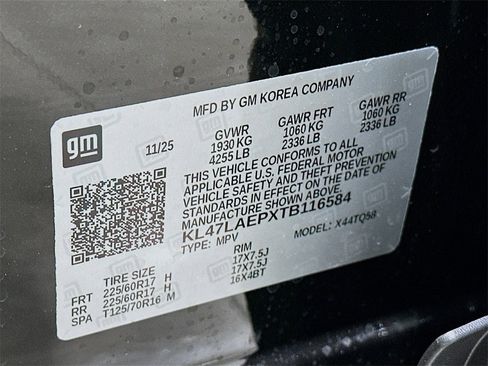 MFD BY GM KOREA COMPANY
gm
11/25
GVWR
1930 KG
4255 LB
GAWR FRT
1060 KG
2336 LB
GAWR RR
1060 KG
2336 LB
THIS VEHICLE CONFORMS TO ALL
APPLICABLE U.S. FEDERAL MOTOR
VEHICLE SAFETY AND THEFT PREVENTION
STANDARDS IN EFFECT ON THE DATE OF
MANUFACTURE SHOWN ABOVE.
KL47LAEPXTB116584
TYPE: MPV
MODEL: X44TQ58
TIRE SIZE
RIM
FRT 225/60R17 H 17X7.5J
RR 225/60R17 H 17X7.5J
SPA T125/70R16 M 16X4BT